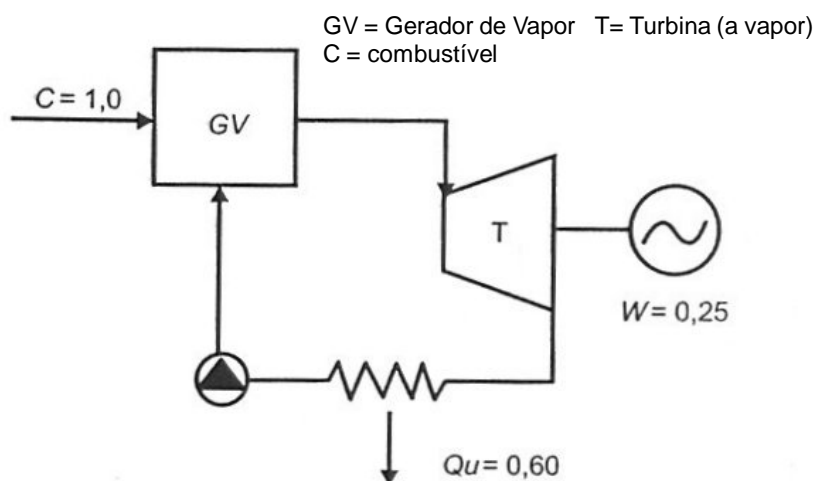 GV = Gerador de Vapor T= Turbina (a vapor)
C = combustível
C = 1,0
GV
T
W = 0,25
Qu = 0,60